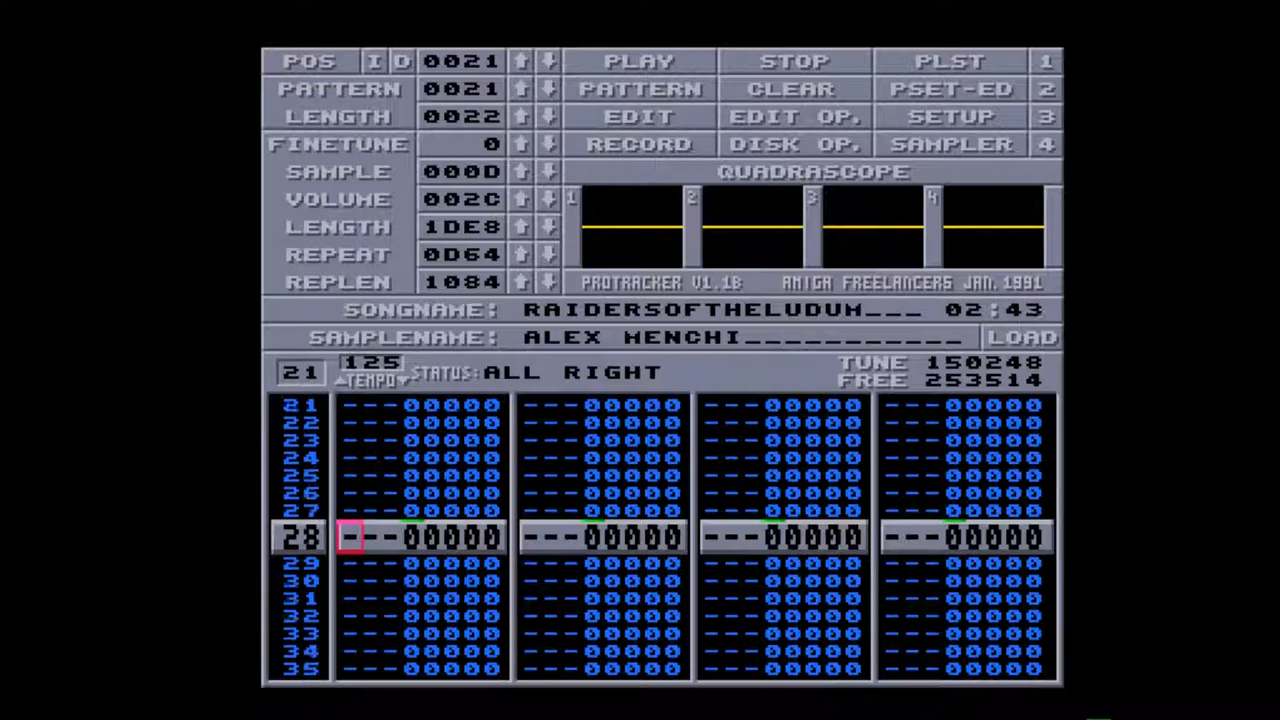 POS I D 0021 PLAY STOP PLST 1
PATTERN 0021 PATTERN CLEAR PSET-ED 2
LENGTH 0022 EDIT EDIT OP. SETUP 3
FINETUNE 0 RECORD DISK OP. SAMPLER 4
SAMPLE 000D QUADRASCOPE
VOLUME 002C 1 2 3 4
LENGTH 1DE8
REPEAT 0D64
REPLEN 1084 PROTRACKER V1.1B AMIGA FREELANCERS JAN. 1991
SONGNAME: RAIDERSOFTHELUDUM___ 02:43
SAMPLENAME: ALEX MENCHI___________ LOAD
21 125 TEMPO STATUS: ALL RIGHT TUNE 150248
FREE 253514
21 ---00000 ---00000 ---00000 ---00000
22 ---00000 ---00000 ---00000 ---00000
23 ---00000 ---00000 ---00000 ---00000
24 ---00000 ---00000 ---00000 ---00000
25 ---00000 ---00000 ---00000 ---00000
26 ---00000 ---00000 ---00000 ---00000
27 ---00000 ---00000 ---00000 ---00000
28 ---00000 ---00000 ---00000 ---00000
29 ---00000 ---00000 ---00000 ---00000
30 ---00000 ---00000 ---00000 ---00000
31 ---00000 ---00000 ---00000 ---00000
32 ---00000 ---00000 ---00000 ---00000
33 ---00000 ---00000 ---00000 ---00000
34 ---00000 ---00000 ---00000 ---00000
35 ---00000 ---00000 ---00000 ---00000